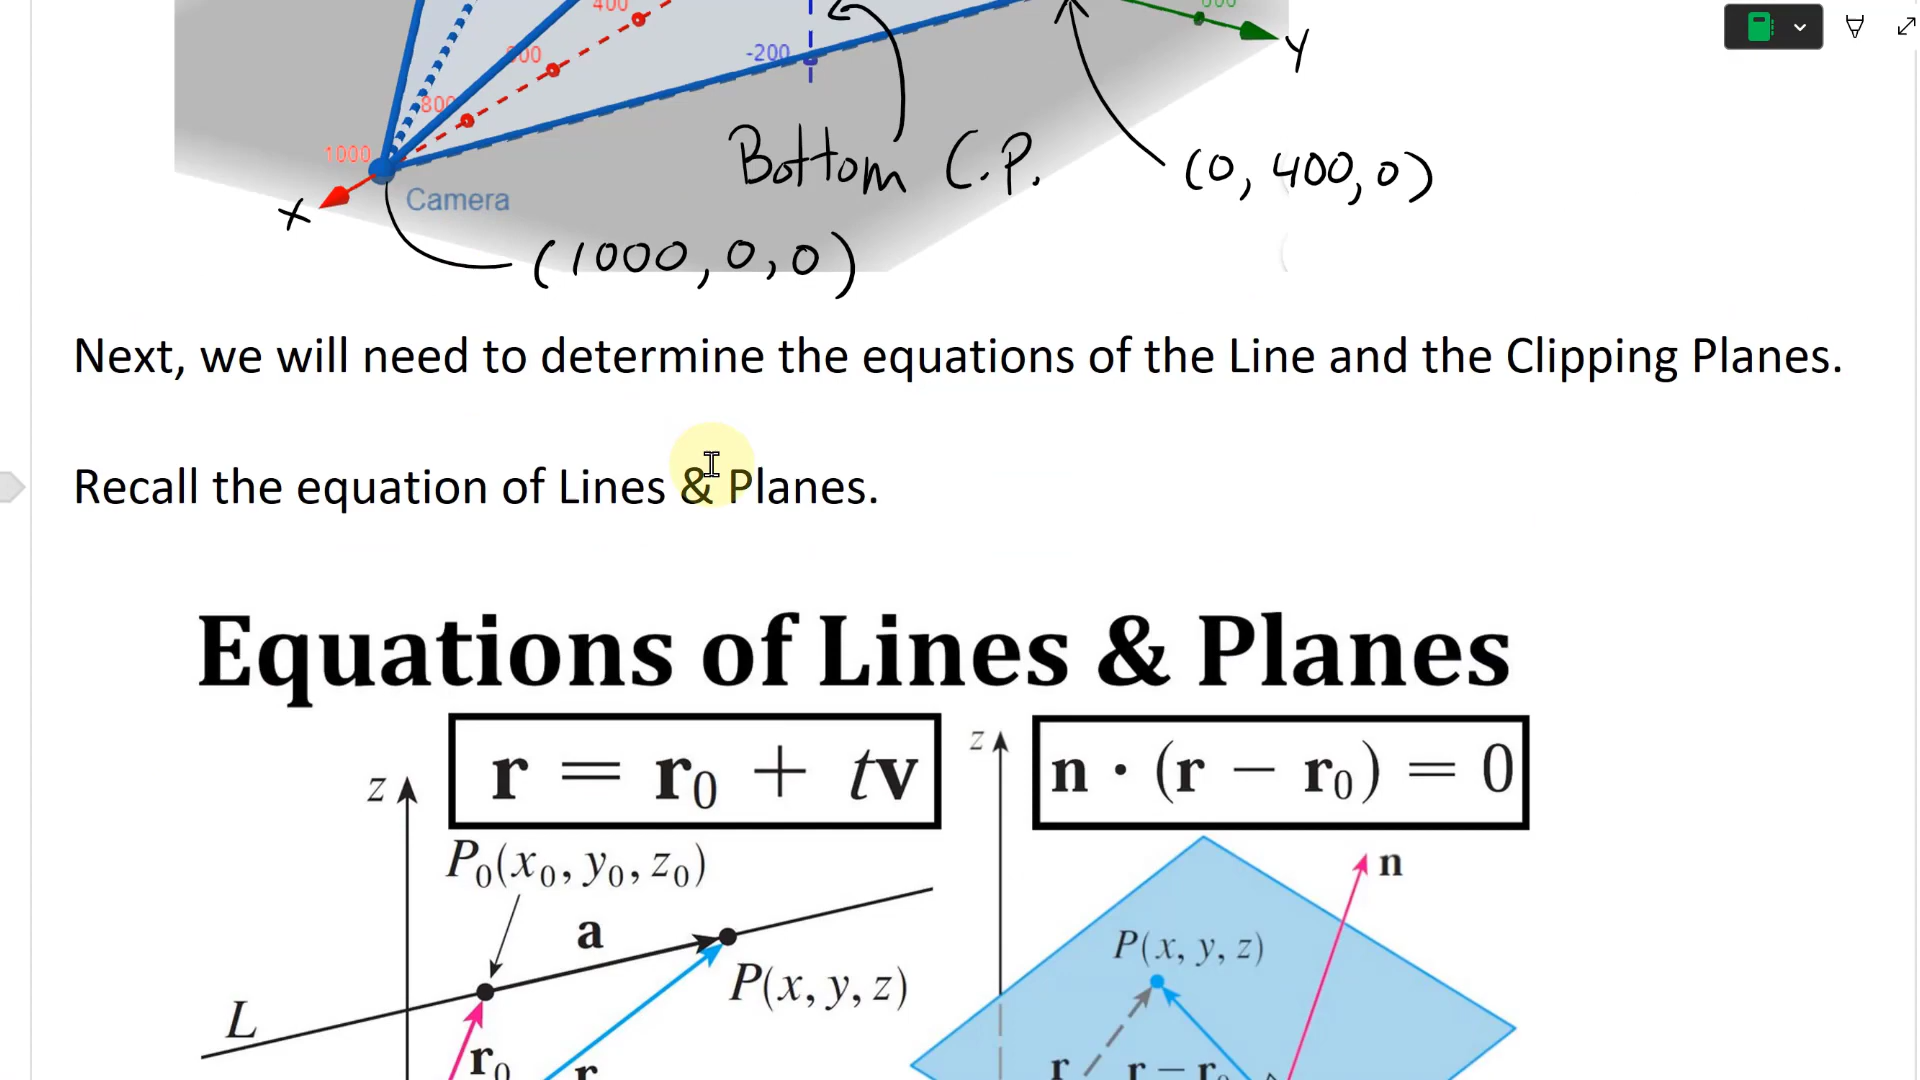 400
600
-200
Y
800
Bottom C.P.
(0, 400, 0)
1000
X
Camera
(1000, 0, 0)
Next, we will need to determine the equations of the Line and the Clipping Planes.
Recall the equation of Lines & Planes.
Equations of Lines & Planes
r = r₀ + tv
n · (r − r₀) = 0
z
z
P₀(x₀, y₀, z₀)
n
a
P(x, y, z)
P(x, y, z)
L
r₀
r
r
r − r₀